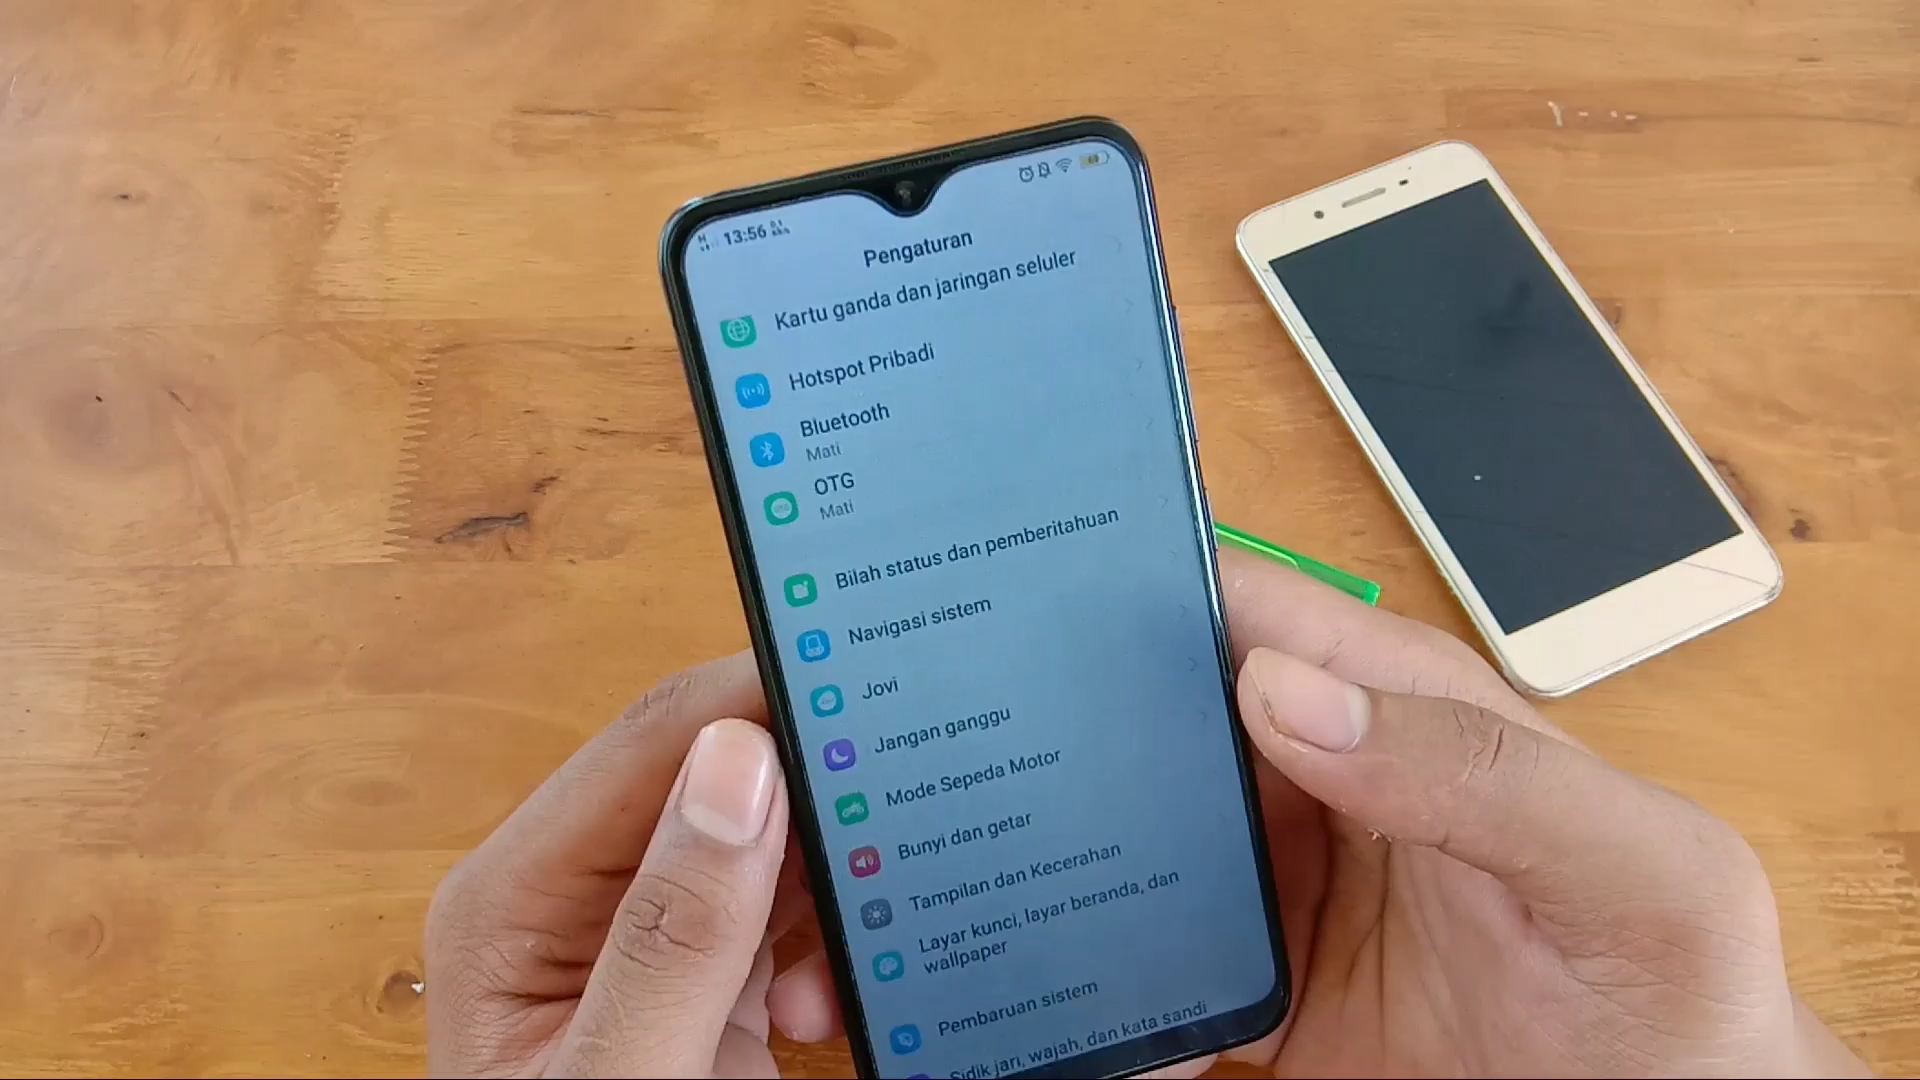 13:56
Pengaturan
Kartu ganda dan jaringan seluler
Hotspot Pribadi
Bluetooth
Mati
OTG
Mati
Bilah status dan pemberitahuan
Navigasi sistem
Jovi
Jangan ganggu
Mode Sepeda Motor
Bunyi dan getar
Tampilan dan Kecerahan
Layar kunci, layar beranda, dan
wallpaper
Pembaruan sistem
Sidik jari, wajah, dan kata sandi